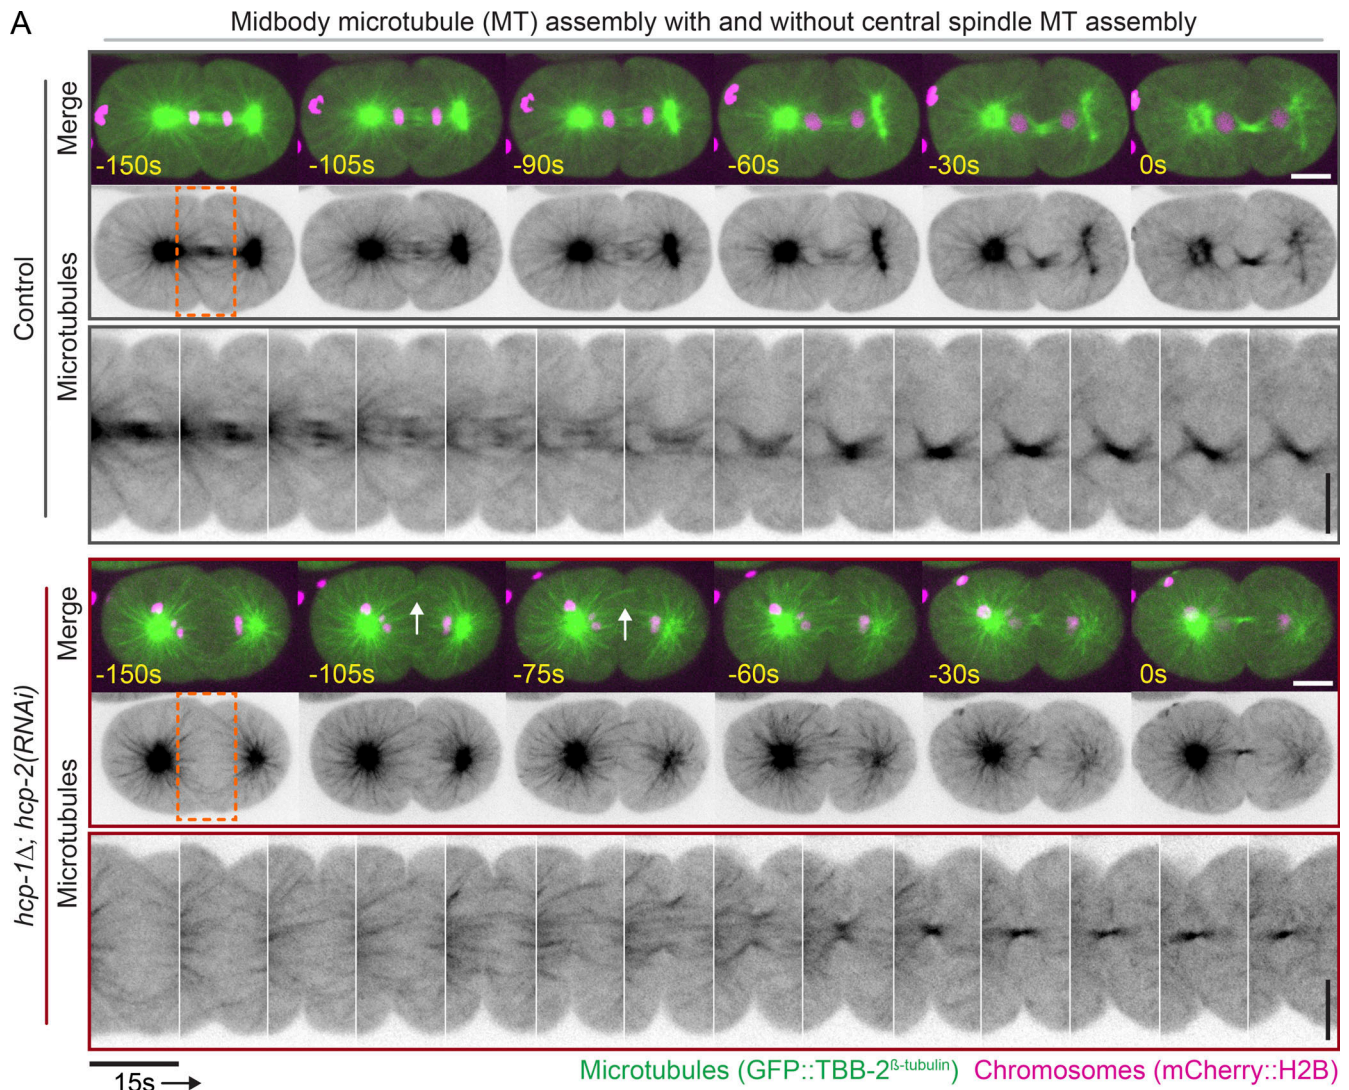 A
Midbody microtubule (MT) assembly with and without central spindle MT assembly
Control
Merge
-150s
-105s
-90s
-60s
-30s
0s
Microtubules
Microtubules
hcp-1Δ; hcp-2(RNAi)
Merge
-150s
-105s
-75s
-60s
-30s
0s
Microtubules
Microtubules
15s
Microtubules (GFP::TBB-2ß-tubulin) Chromosomes (mCherry::H2B)